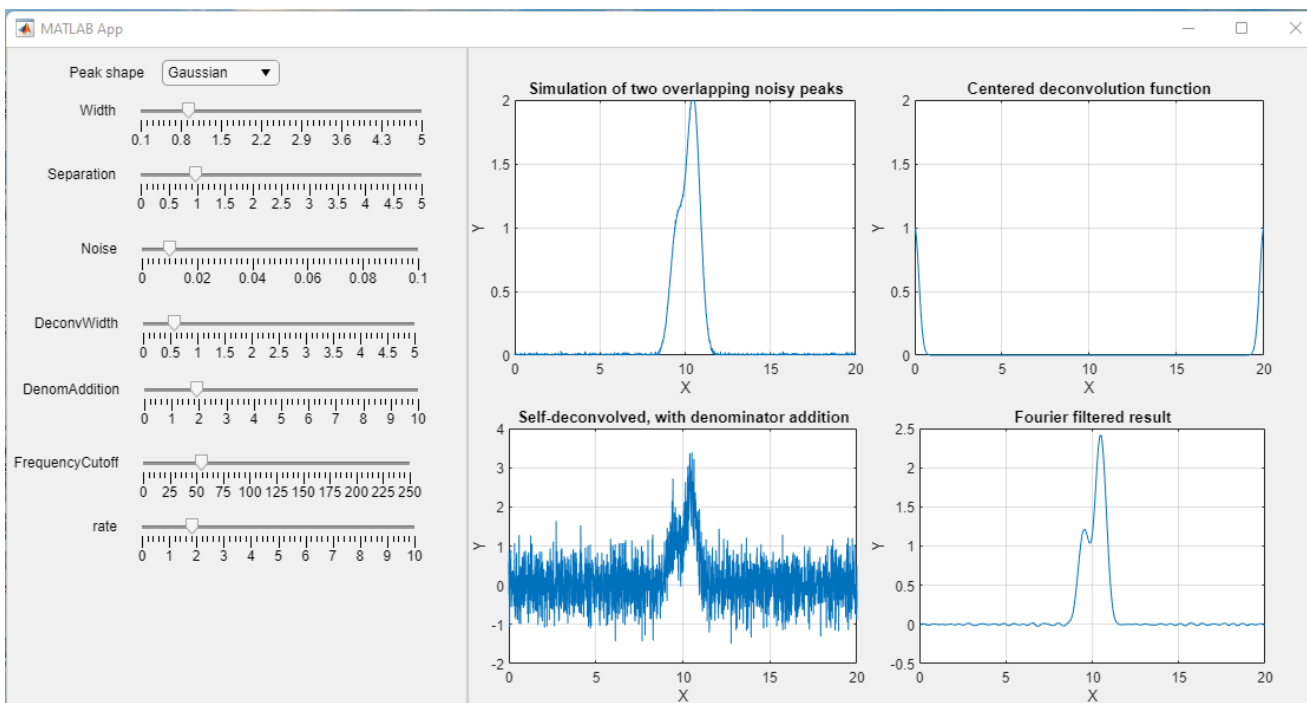 MATLAB App
Peak shape Gaussian
Width
0.1 0.8 1.5 2.2 2.9 3.6 4.3 5
Separation
0 0.5 1 1.5 2 2.5 3 3.5 4 4.5 5
Noise
0 0.02 0.04 0.06 0.08 0.1
DeconvWidth
0 0.5 1 1.5 2 2.5 3 3.5 4 4.5 5
DenomAddition
0 1 2 3 4 5 6 7 8 9 10
FrequencyCutoff
0 25 50 75 100 125 150 175 200 225 250
rate
0 1 2 3 4 5 6 7 8 9 10
Simulation of two overlapping noisy peaks
2
1.5
1
0.5
0
Y
0 5 10 15 20
X
Centered deconvolution function
2
1.5
1
0.5
0
Y
0 5 10 15 20
X
Self-deconvolved, with denominator addition
4
3
2
1
0
-1
-2
Y
0 5 10 15 20
X
Fourier filtered result
2.5
2
1.5
1
0.5
0
-0.5
Y
0 5 10 15 20
X